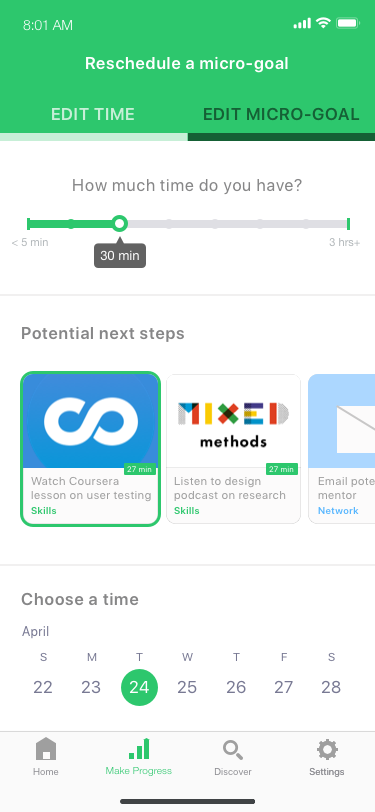 8:01 AM
Reschedule a micro-goal
EDIT TIME
EDIT MICRO-GOAL
How much time do you have?
< 5 min
3 hrs+
30 min
Potential next steps
MIXED
methods
27 min
27 min
Watch Coursera
lesson on user testing
Skills
Listen to design
podcast on research
Skills
Email pote
mentor
Network
Choose a time
April
S M T W T F S
22 23 24 25 26 27 28
Home
Make Progress
Discover
Settings